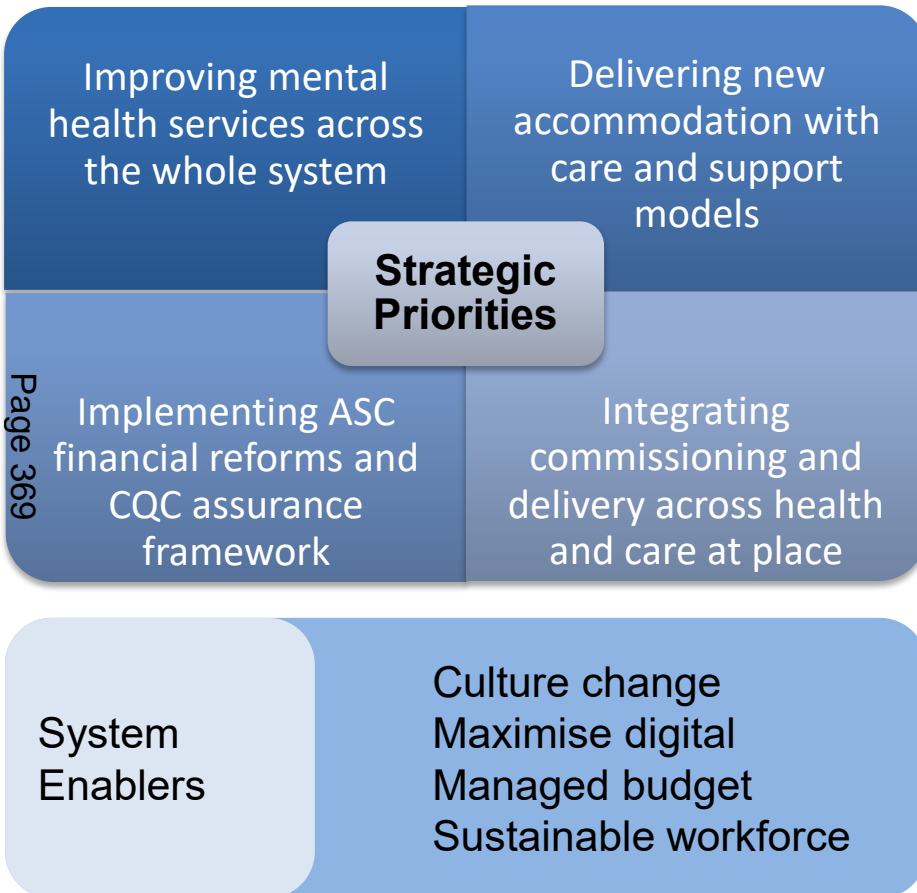 Improving mental
health services across
the whole system
Delivering new
accommodation with
care and support
models
Strategic
Priorities
Page 369
Implementing ASC
financial reforms and
CQC assurance
framework
Integrating
commissioning and
delivery across health
and care at place
System
Enablers
Culture change
Maximise digital
Managed budget
Sustainable workforce